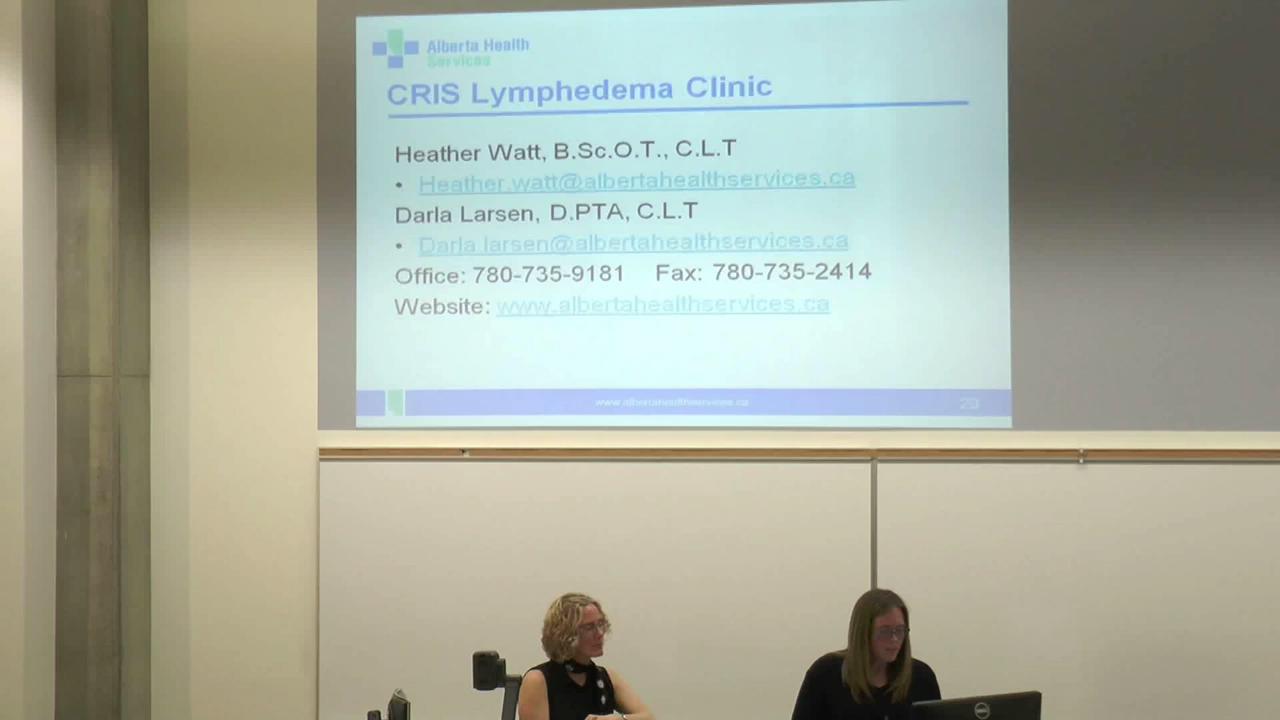 Alberta Health
Services
CRIS Lymphedema Clinic
Heather Watt, B.Sc.O.T., C.L.T
• Heather.watt@albertahealthservices.ca
Darla Larsen, D.PTA, C.L.T
• Darla.larsen@albertahealthservices.ca
Office: 780-735-9181 Fax: 780-735-2414
Website: www.albertahealthservices.ca
www.albertahealthservices.ca
DELL